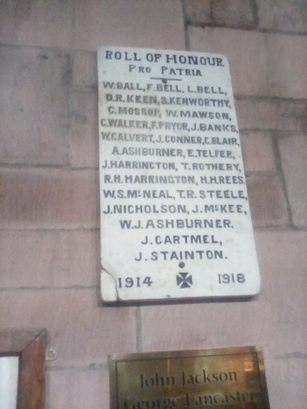 ROLL OF HONOUR
PRO PATRIA
W. BALL, F. BELL, L. BELL,
D.R. KEEN, S. KENWORTHY,
C. MOSSOP, W. MAWSON,
C. WALKER, F. PRYOR, J. BANKS,
W. CALVERT, J. CONNER, C. BLAIR,
A. ASHBURNER, E. TELFER,
J. HARRINGTON, T. ROTHERY,
R.H. HARRINGTON, H.H. REES
W.S. McNEAL, T.R. STEELE,
J. NICHOLSON, J. McKEE,
W.J. ASHBURNER.
J. CARTMEL,
J. STAINTON.
1914 1918
John Jackson
George Lancaster